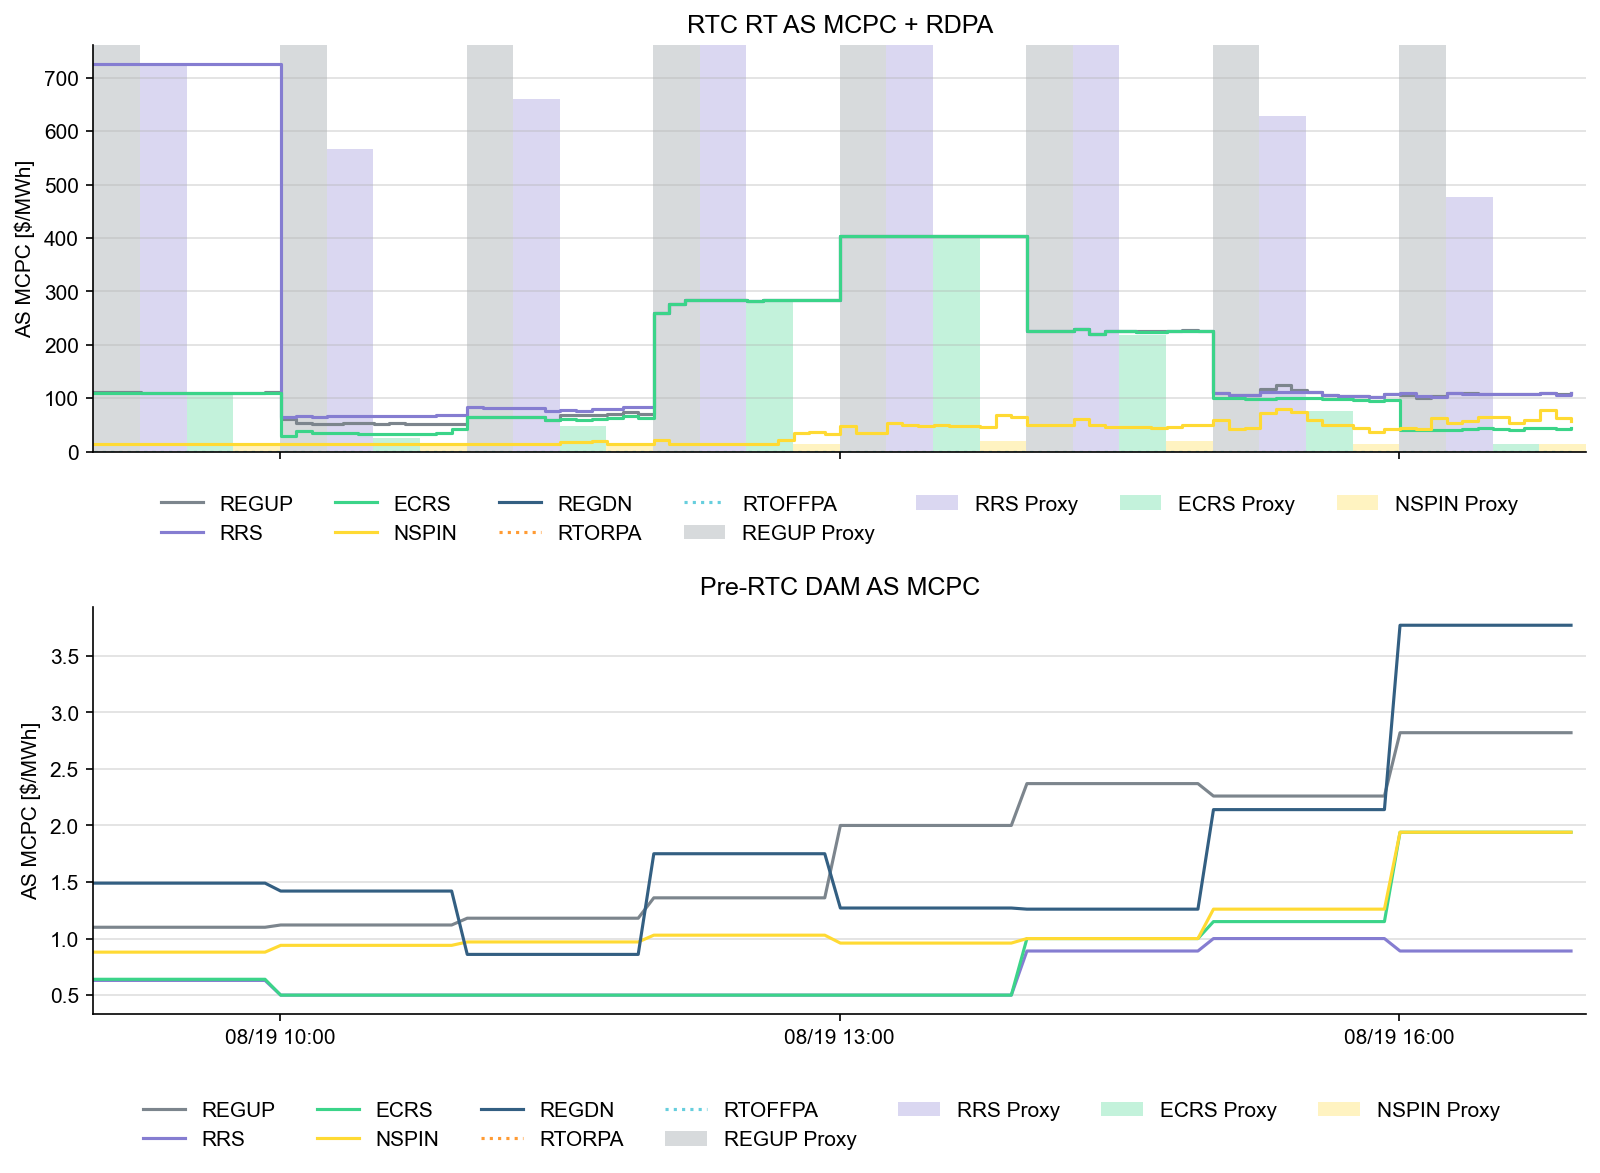 RTC RT AS MCPC + RDPA
AS MCPC [$/MWh]
700
600
500
400
300
200
100
0
REGUP ECRS REGDN RTOFFPA RRS Proxy ECRS Proxy NSPIN Proxy
RRS NSPIN RTORPA REGUP Proxy
Pre-RTC DAM AS MCPC
AS MCPC [$/MWh]
3.5
3.0
2.5
2.0
1.5
1.0
0.5
08/19 10:00 08/19 13:00 08/19 16:00
REGUP ECRS REGDN RTOFFPA RRS Proxy ECRS Proxy NSPIN Proxy
RRS NSPIN RTORPA REGUP Proxy